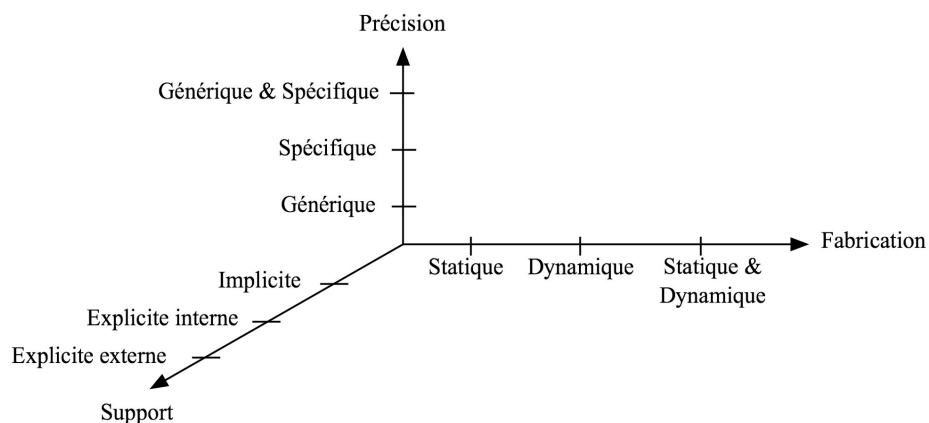 Précision
Générique & Spécifique
Spécifique
Générique
Fabrication
Statique
Dynamique
Statique &
Dynamique
Implicite
Explicite interne
Explicite externe
Support